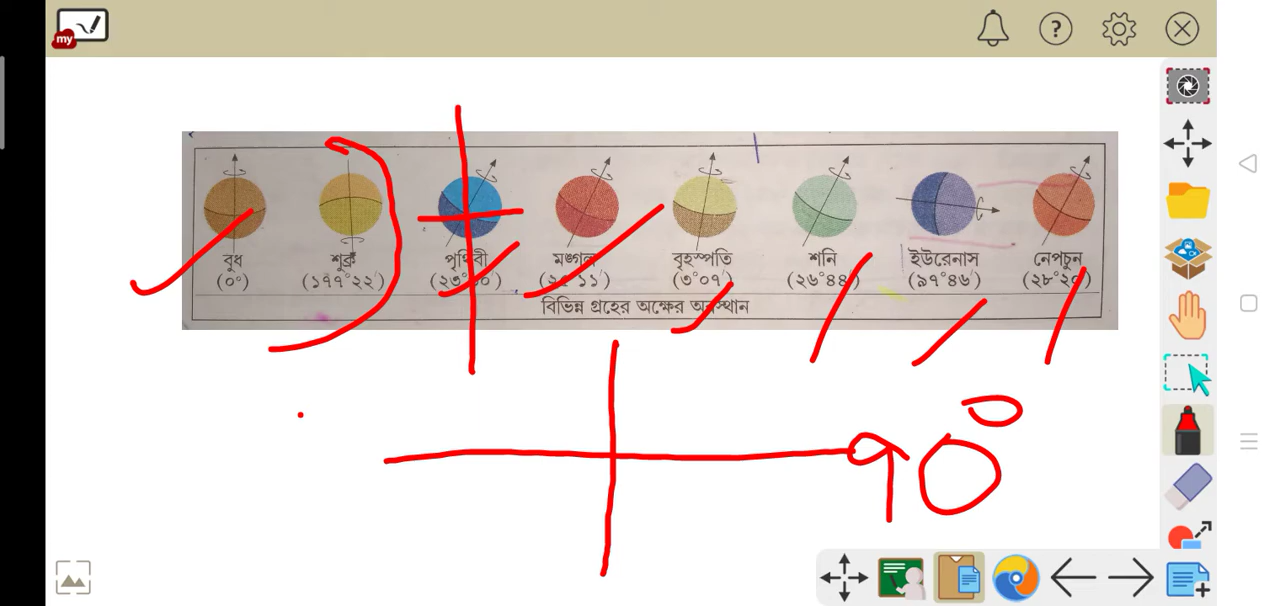 my
?
বুধ শুক্র পৃথিবী মঙ্গল বৃহস্পতি শনি ইউরেনাস নেপচুন
(০°) (১৭৭°২২′) (৩°০৭′) (২৬°৪৪′) (৯৭°৪৬′)
বিভিন্ন গ্রহের অক্ষের অবস্থান
90°